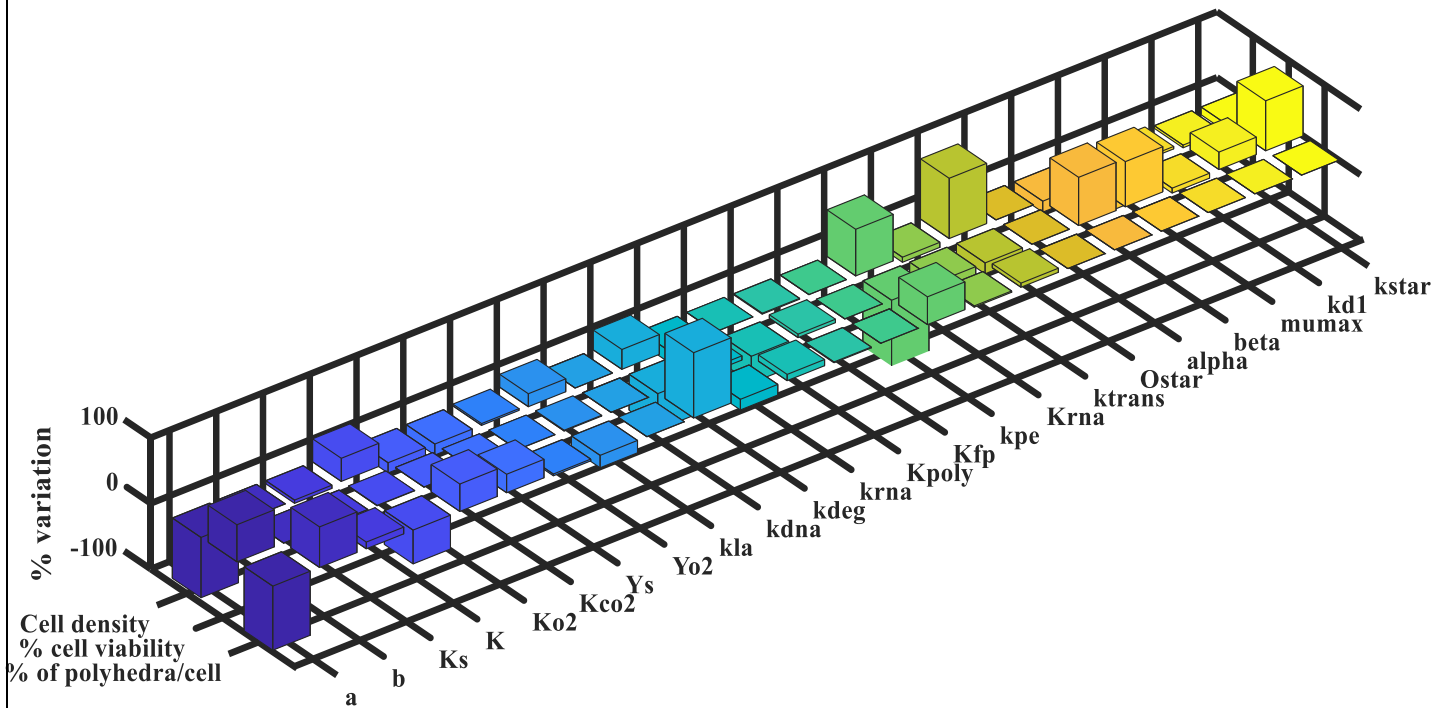 100
0
-100
% variation
Cell density
% cell viability
% of polyhedra/cell
a
b
Ks
K
Ko2
Kco2
Ys
Yo2
kla
kdna
kdeg
krna
Kpoly
Kfp
kpe
Krna
ktrans
Ostar
alpha
beta
mumax
kd1
kstar